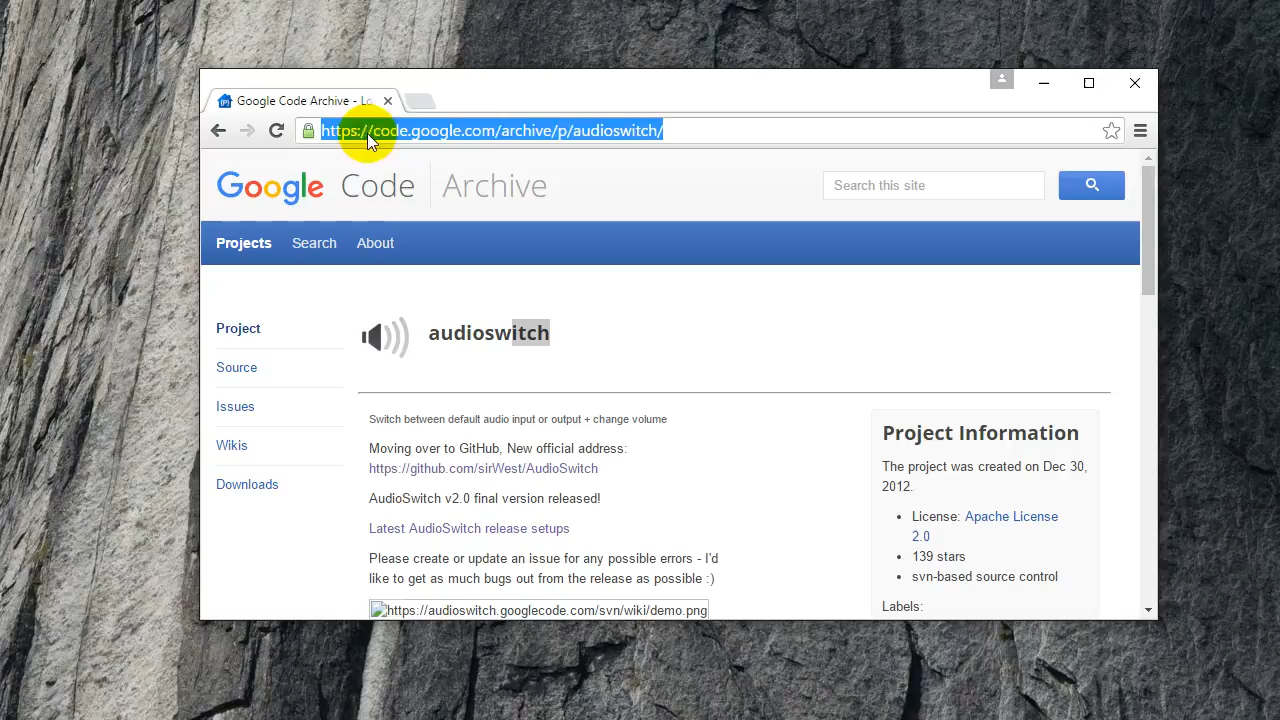 Google Code Archive - Lo
https://code.google.com/archive/p/audioswitch/
Google Code Archive
Search this site
Projects Search About
Project
Source
Issues
Wikis
Downloads
audioswitch
Switch between default audio input or output + change volume
Moving over to GitHub, New official address:
https://github.com/sirWest/AudioSwitch
AudioSwitch v2.0 final version released!
Latest AudioSwitch release setups
Please create or update an issue for any possible errors - I'd
like to get as much bugs out from the release as possible :)
https://audioswitch.googlecode.com/svn/wiki/demo.png
Project Information
The project was created on Dec 30,
2012.
License: Apache License
2.0
139 stars
svn-based source control
Labels: